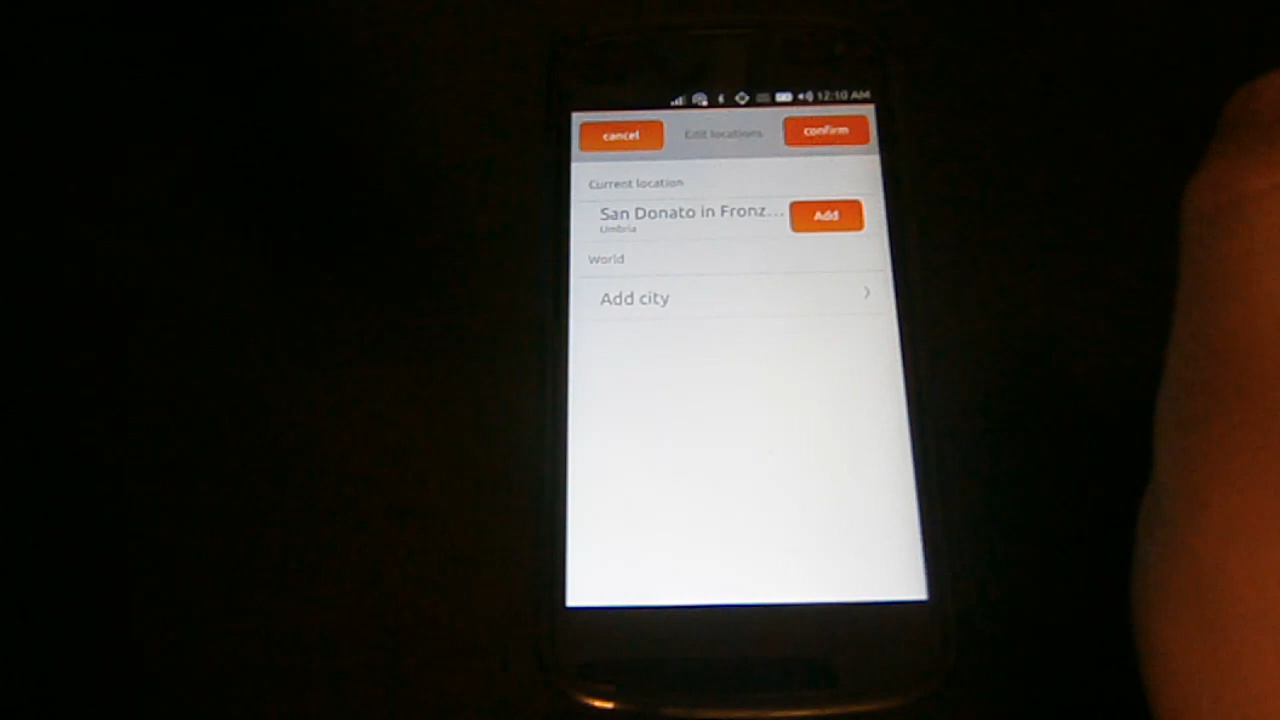 12:10 AM
cancel Edit locations confirm
Current location
San Donato in Fronz... Add
Umbria
World
Add city